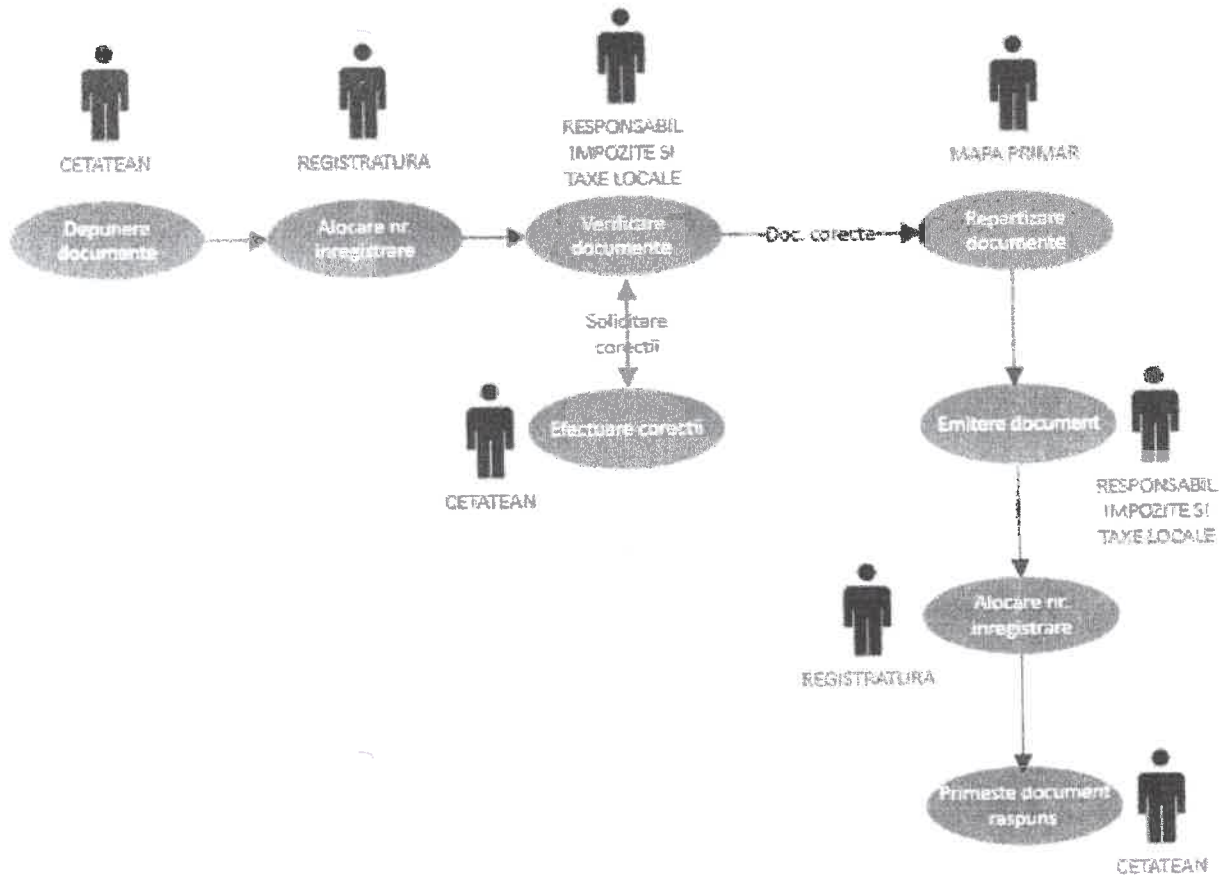 CETATEAN
REGISTRATURA
RESPONSABIL
IMPOZITE SI
TAXE LOCALE
MAPA PRIMAR
Depunere
documente
Alocare nr.
inregistrare
Verificare
documente
Doc. corecte
Repartizare
documente
Solicitare
corectii
CETATEAN
Efectuare corectii
Emitere document
RESPONSABIL
IMPOZITE SI
TAXE LOCALE
REGISTRATURA
Alocare nr.
inregistrare
Primeste document
raspuns
CETATEAN